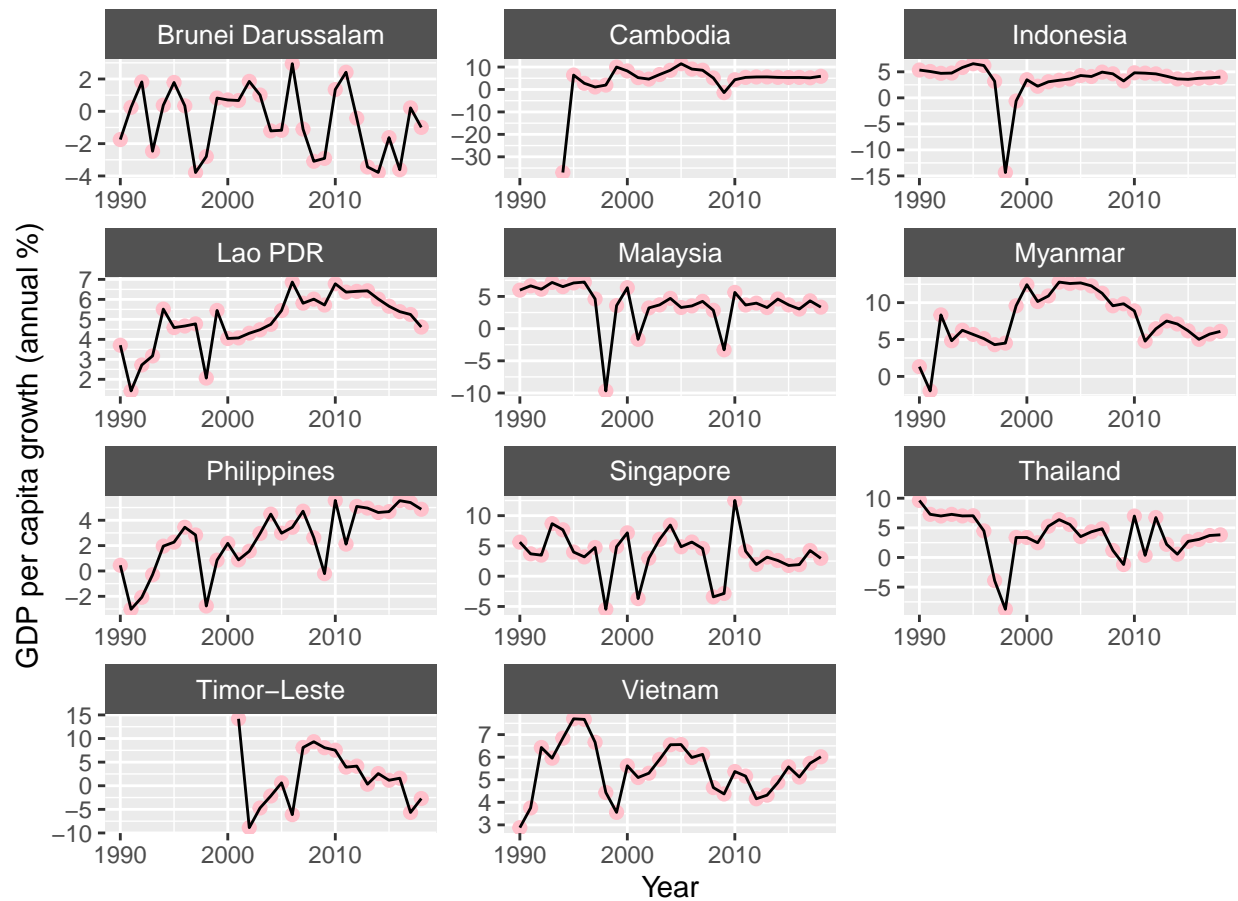 GDP per capita growth (annual %)
Brunei Darussalam
2
0
−2
−4
1990 2000 2010
Cambodia
10
0
−10
−20
−30
1990 2000 2010
Indonesia
5
0
−5
−10
−15
1990 2000 2010
Lao PDR
7
6
5
4
3
2
1990 2000 2010
Malaysia
5
0
−5
−10
1990 2000 2010
Myanmar
10
5
0
1990 2000 2010
Philippines
4
2
0
−2
1990 2000 2010
Singapore
10
5
0
−5
1990 2000 2010
Thailand
10
5
0
−5
1990 2000 2010
Timor−Leste
15
10
5
0
−5
−10
1990 2000 2010
Vietnam
7
6
5
4
3
1990 2000 2010
Year